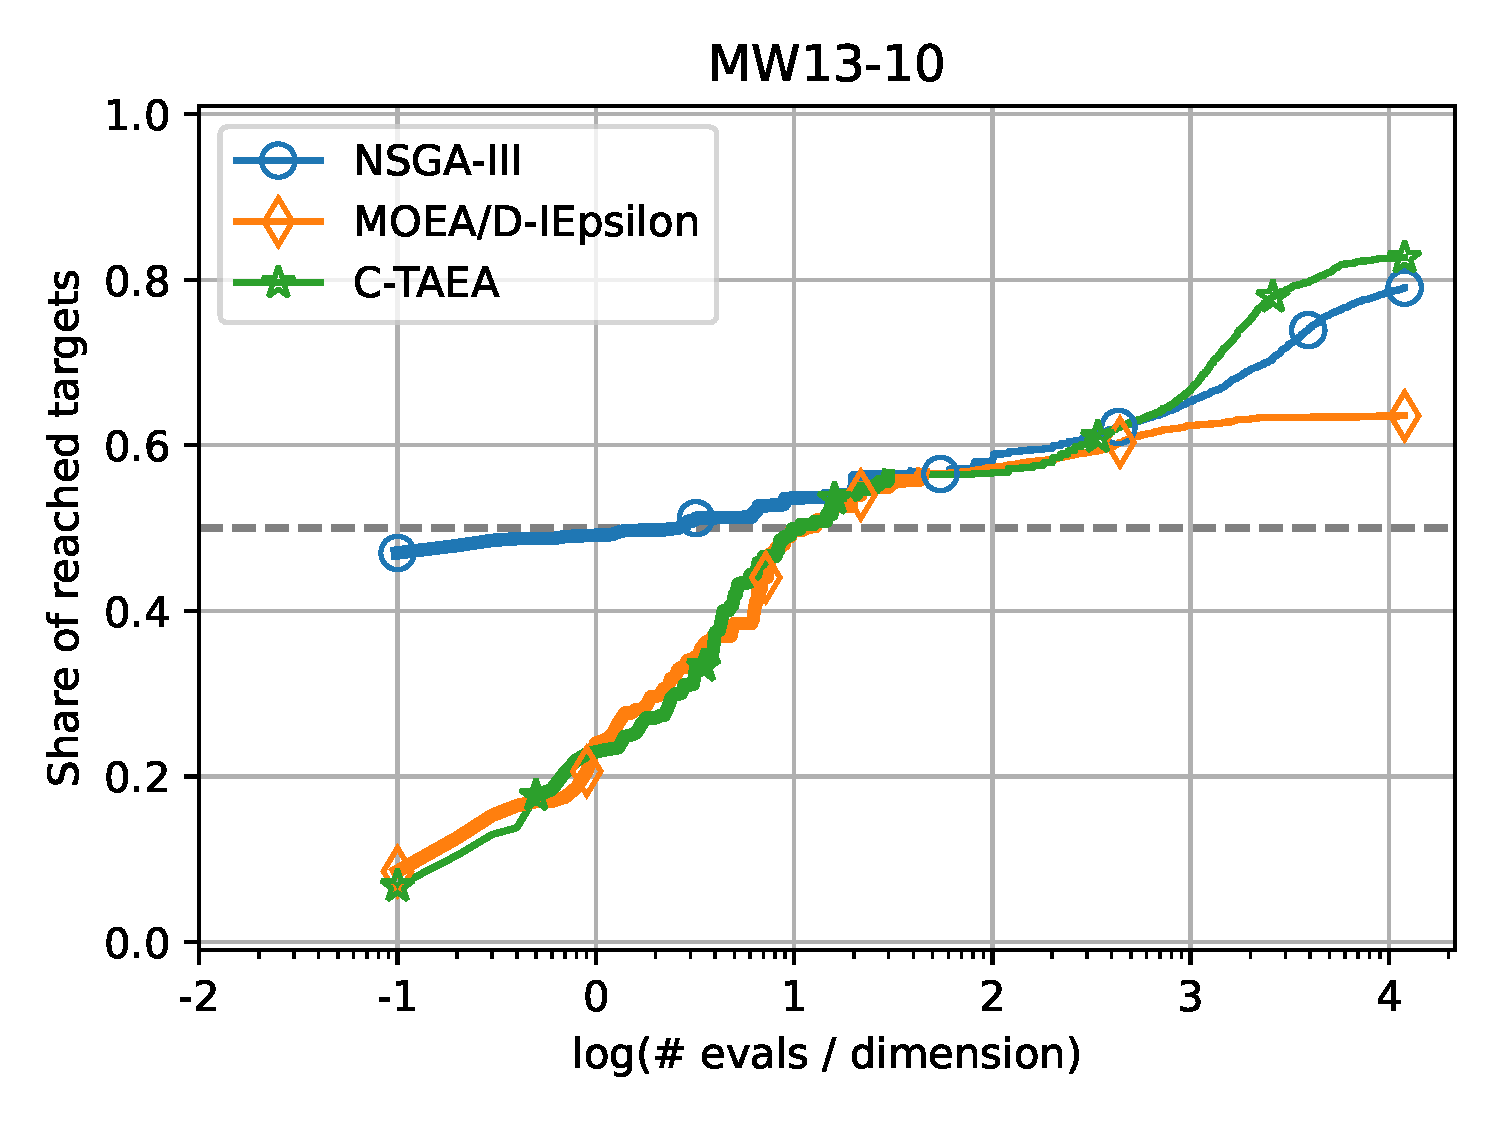 MW13-10
NSGA-III
MOEA/D-IEpsilon
C-TAEA
Share of reached targets
1.0
0.8
0.6
0.4
0.2
0.0
-2 -1 0 1 2 3 4
log(# evals / dimension)